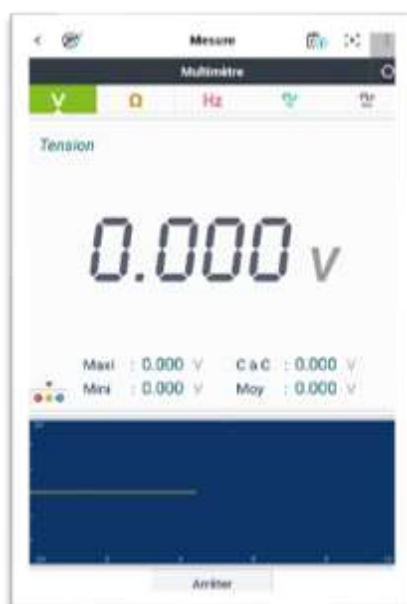 Mesure
Multimètre
V Ω Hz
Tension
0.000 V
Maxi : 0.000 V C à C : 0.000 V
Mini : 0.000 V Moy : 0.000 V
Arrêter